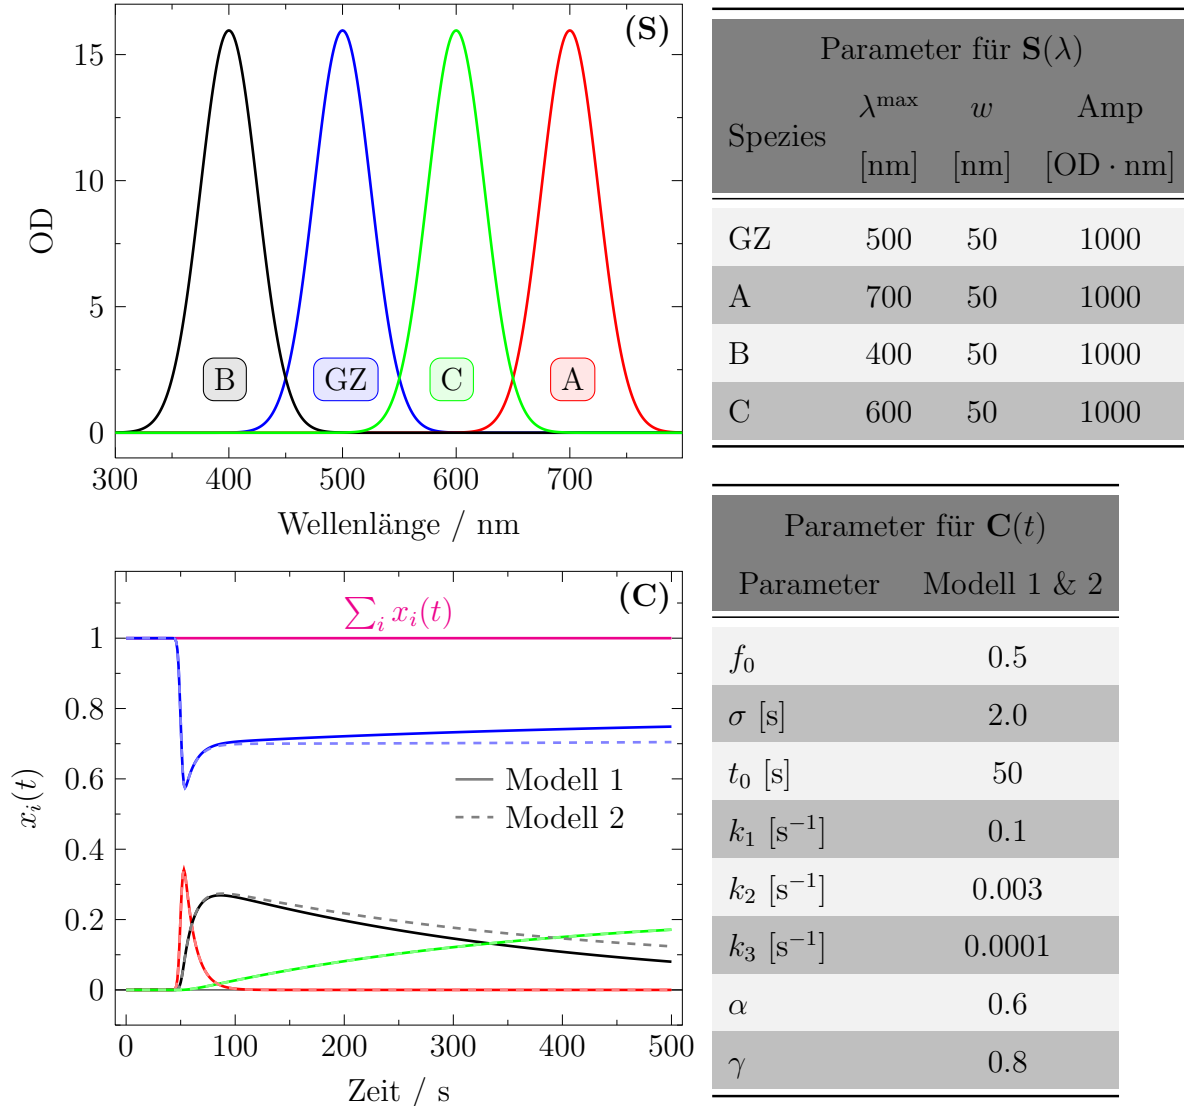 (S)
15
10
5
0
OD
B
GZ
C
A
300
400
500
600
700
Wellenlänge / nm
Parameter für S(λ)
Spezies λ^max w Amp
[nm] [nm] [OD · nm]
GZ 500 50 1000
A 700 50 1000
B 400 50 1000
C 600 50 1000
(C)
∑_i x_i(t)
1
0.8
0.6
0.4
0.2
0
x_i(t)
Modell 1
Modell 2
0
100
200
300
400
500
Zeit / s
Parameter für C(t)
Parameter Modell 1 & 2
f_0 0.5
σ [s] 2.0
t_0 [s] 50
k_1 [s^−1] 0.1
k_2 [s^−1] 0.003
k_3 [s^−1] 0.0001
α 0.6
γ 0.8